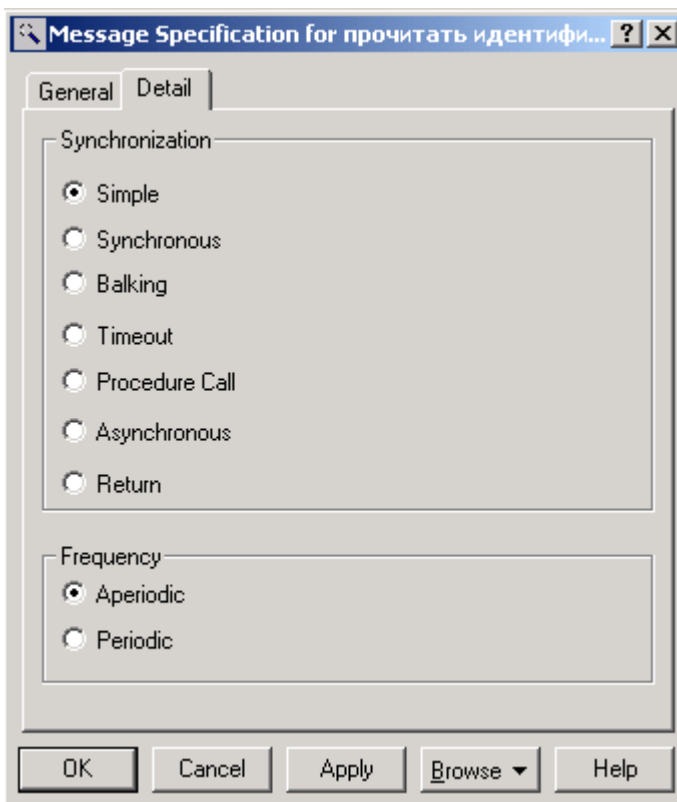 Message Specification for прочитать идентифи...
General Detail
Synchronization
Simple
Synchronous
Balking
Timeout
Procedure Call
Asynchronous
Return
Frequency
Aperiodic
Periodic
OK Cancel Apply Browse Help